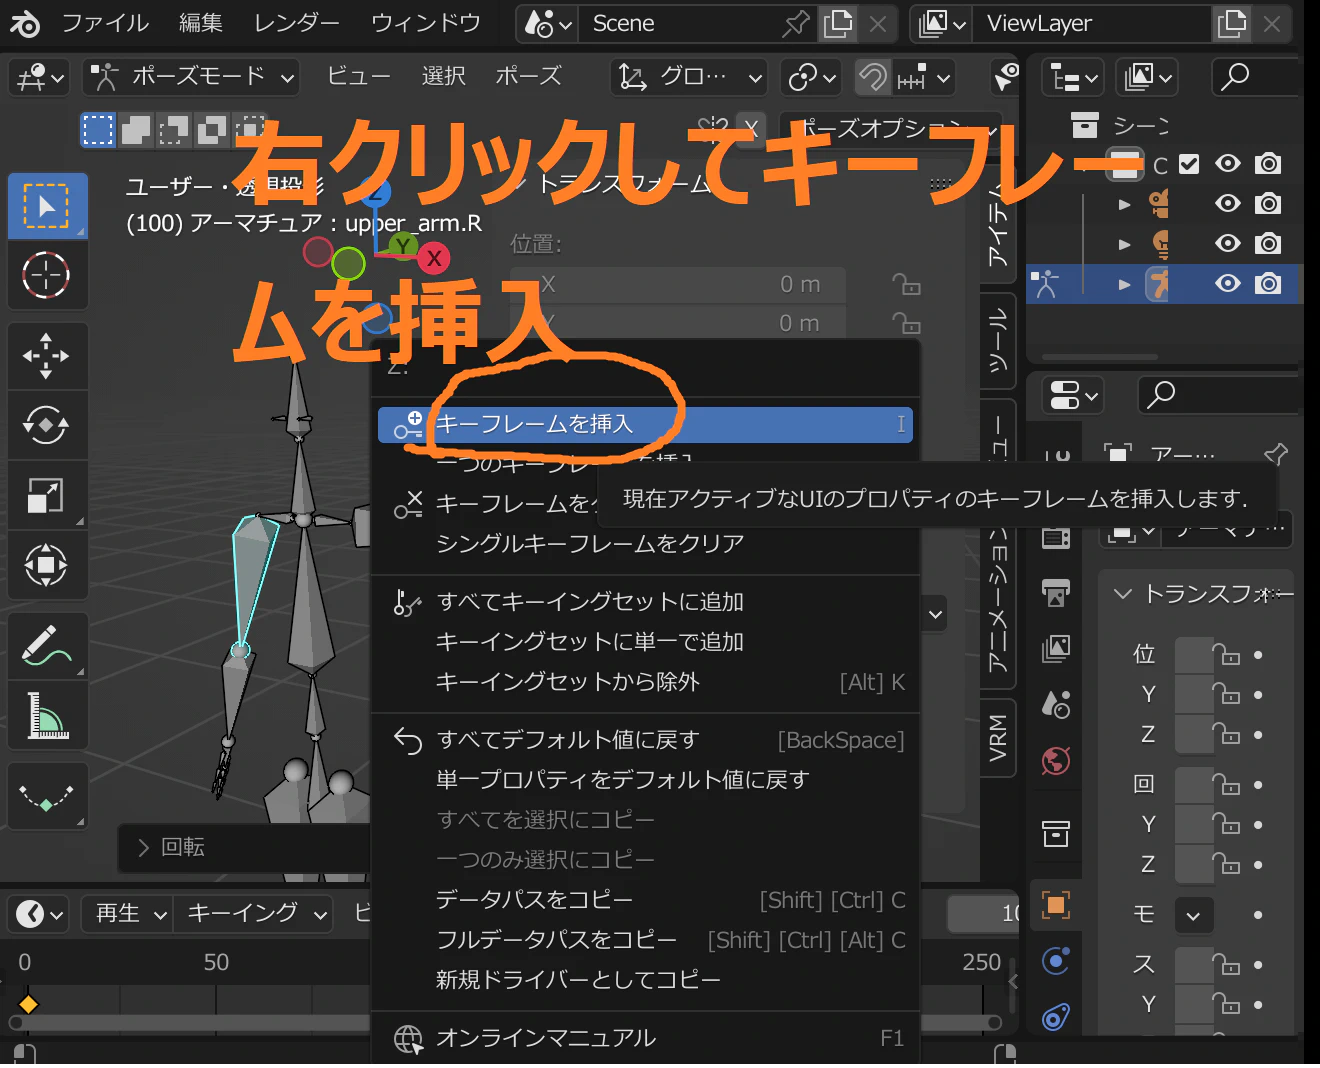 ファイル 編集 レンダー ウィンドウ Scene ViewLayer
ポーズモード ビュー 選択 ポーズ グロ…
X ポーズオプション シーン
右クリックしてキーフレー
ムを挿入
ユーザー・透視投影
(100) アーマチュア : upper_arm.R
トランスフォーム
C
Z
Y
X
位置:
X 0 m
Y 0 m
Z:
アイテム
ツール
ュー
アニメーション
VRM
キーフレームを挿入 I
一つのキーフレームを挿入
キーフレームをク
シングルキーフレームをクリア
現在アクティブなUIのプロパティのキーフレームを挿入します.
すべてキーイングセットに追加
キーイングセットに単一で追加
キーイングセットから除外 [Alt] K
すべてデフォルト値に戻す [BackSpace]
単一プロパティをデフォルト値に戻す
すべてを選択にコピー
一つのみ選択にコピー
データパスをコピー [Shift] [Ctrl] C
フルデータパスをコピー [Shift] [Ctrl] [Alt] C
新規ドライバーとしてコピー
オンラインマニュアル F1
回転
再生 キーイング ビ 10
0 50 250
アー…
アーマチ…
トランスフォー
位
Y
Z
回
Y
Z
モ
ス
Y